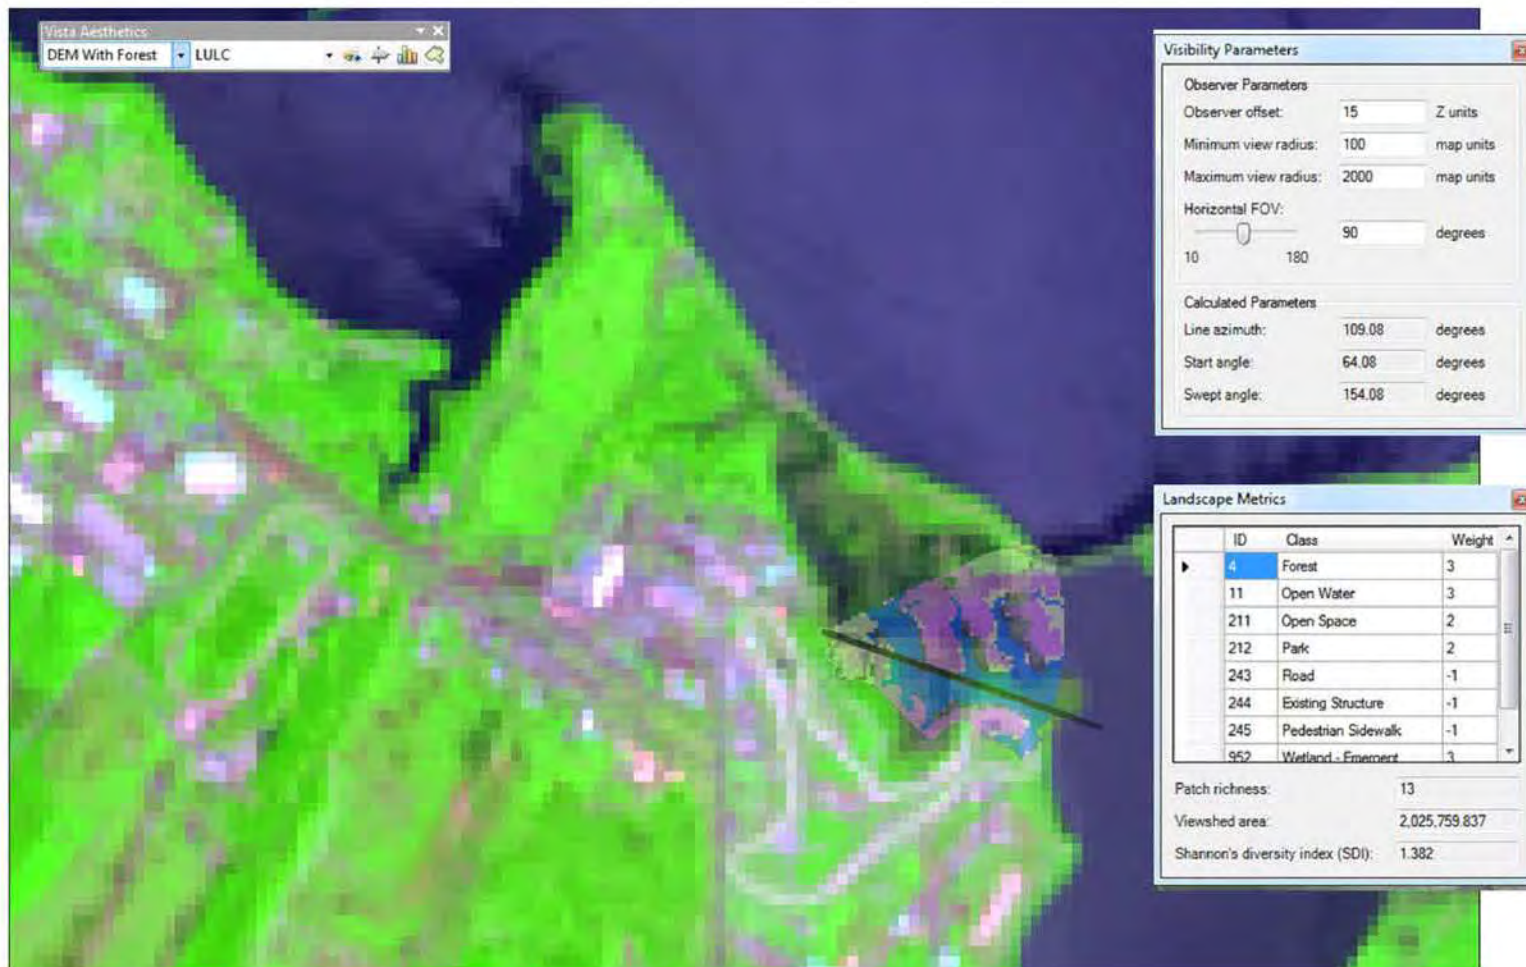 Vista Aesthetics
DEM With Forest LULC
Visibility Parameters
Observer Parameters
Observer offset: 15 Z units
Minimum view radius: 100 map units
Maximum view radius: 2000 map units
Horizontal FOV:
90 degrees
10 180
Calculated Parameters
Line azimuth: 109.08 degrees
Start angle: 64.08 degrees
Swept angle: 154.08 degrees
Landscape Metrics
ID Class Weight
4 Forest 3
11 Open Water 3
211 Open Space 2
212 Park 2
243 Road -1
244 Existing Structure -1
245 Pedestrian Sidewalk -1
952 Wetland - Emergent 3
Patch richness: 13
Viewshed area: 2,025,759.837
Shannon's diversity index (SDI): 1.382